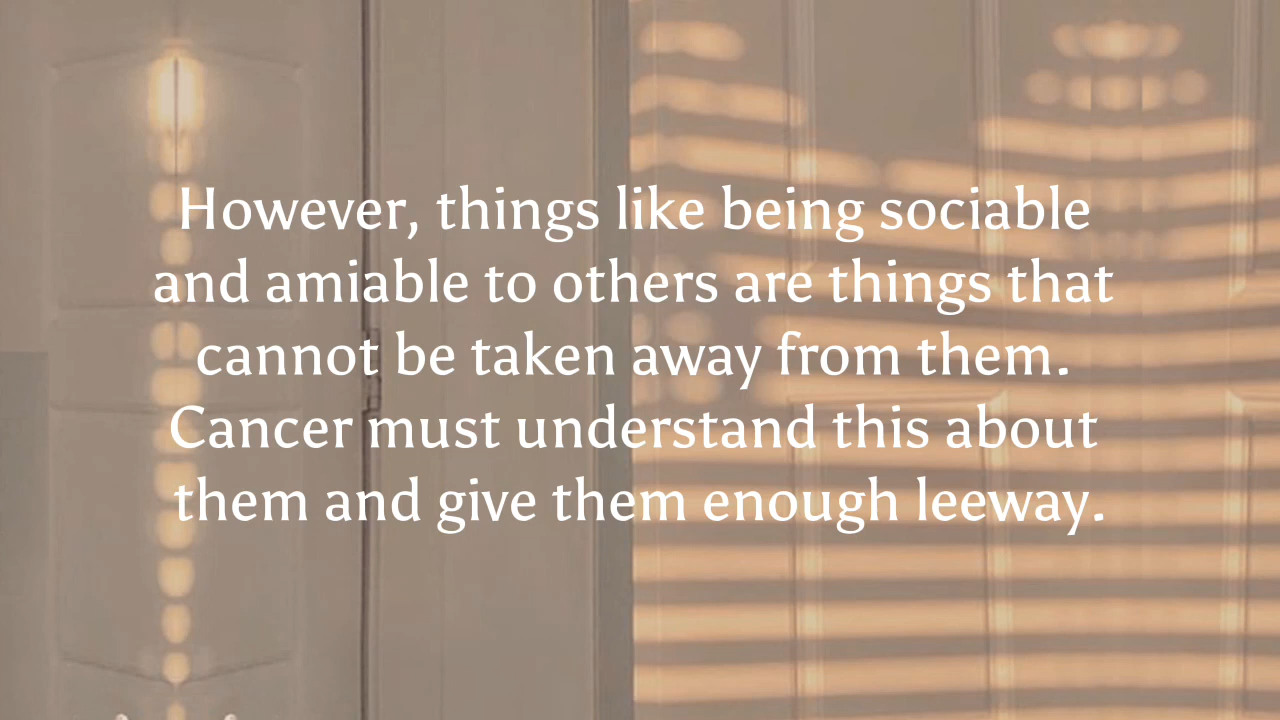 However, things like being sociable
and amiable to others are things that
cannot be taken away from them.
Cancer must understand this about
them and give them enough leeway.